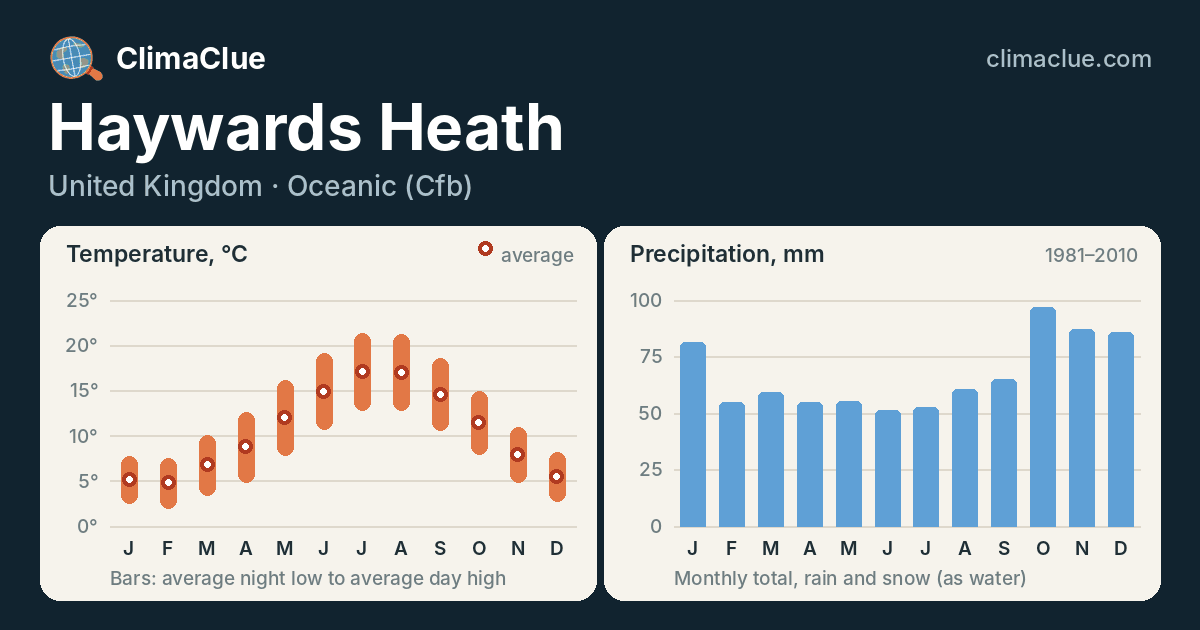 ClimaClue
climaclue.com
Haywards Heath
United Kingdom · Oceanic (Cfb)
Temperature, °C
average
25°
20°
15°
10°
5°
0°
J F M A M J J A S O N D
Bars: average night low to average day high
Precipitation, mm
1981–2010
100
75
50
25
0
J F M A M J J A S O N D
Monthly total, rain and snow (as water)